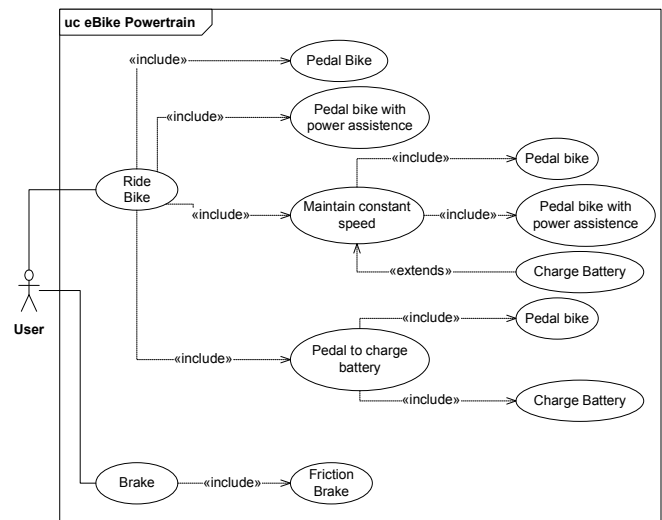 uc eBike Powertrain
«include»
Pedal Bike
«include»
Pedal bike with
power assistence
Ride
Bike
«include»
Maintain constant
speed
«include»
Pedal bike
«include»
Pedal bike with
power assistence
«extends»
Charge Battery
User
«include»
Pedal to charge
battery
«include»
Pedal bike
«include»
Charge Battery
Brake
«include»
Friction
Brake